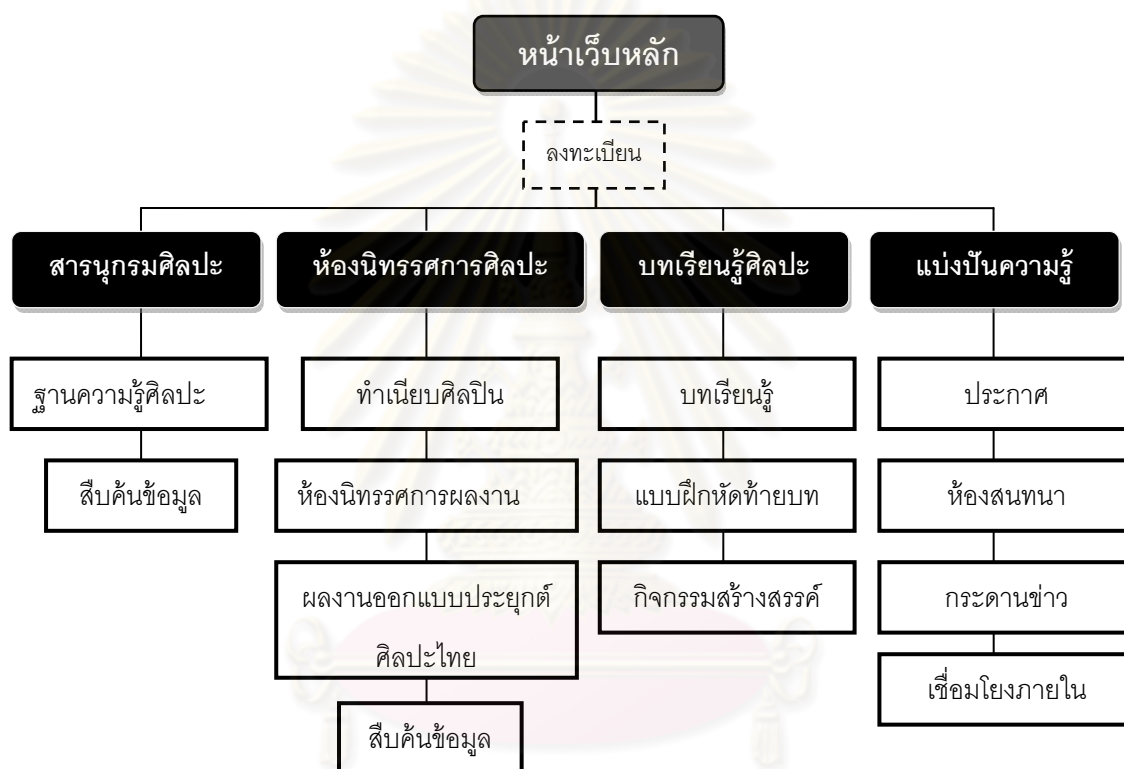 หน้าเว็บหลัก
ลงทะเบียน
สารนุกรมศิลปะ
ห้องนิทรรศการศิลปะ
บทเรียนรู้ศิลปะ
แบ่งปันความรู้
ฐานความรู้ศิลปะ
ทำเนียบศิลปิน
บทเรียนรู้
ประกาศ
สืบค้นข้อมูล
ห้องนิทรรศการผลงาน
แบบฝึกหัดท้ายบท
ห้องสนทนา
ผลงานออกแบบประยุกต์
ศิลปะไทย
กิจกรรมสร้างสรรค์
กระดานข่าว
เชื่อมโยงภายใน
สืบค้นข้อมูล